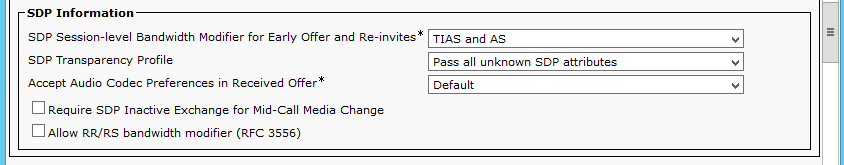 SDP Information
SDP Session-level Bandwidth Modifier for Early Offer and Re-invites* TIAS and AS
SDP Transparency Profile Pass all unknown SDP attributes
Accept Audio Codec Preferences in Received Offer* Default
Require SDP Inactive Exchange for Mid-Call Media Change
Allow RR/RS bandwidth modifier (RFC 3556)